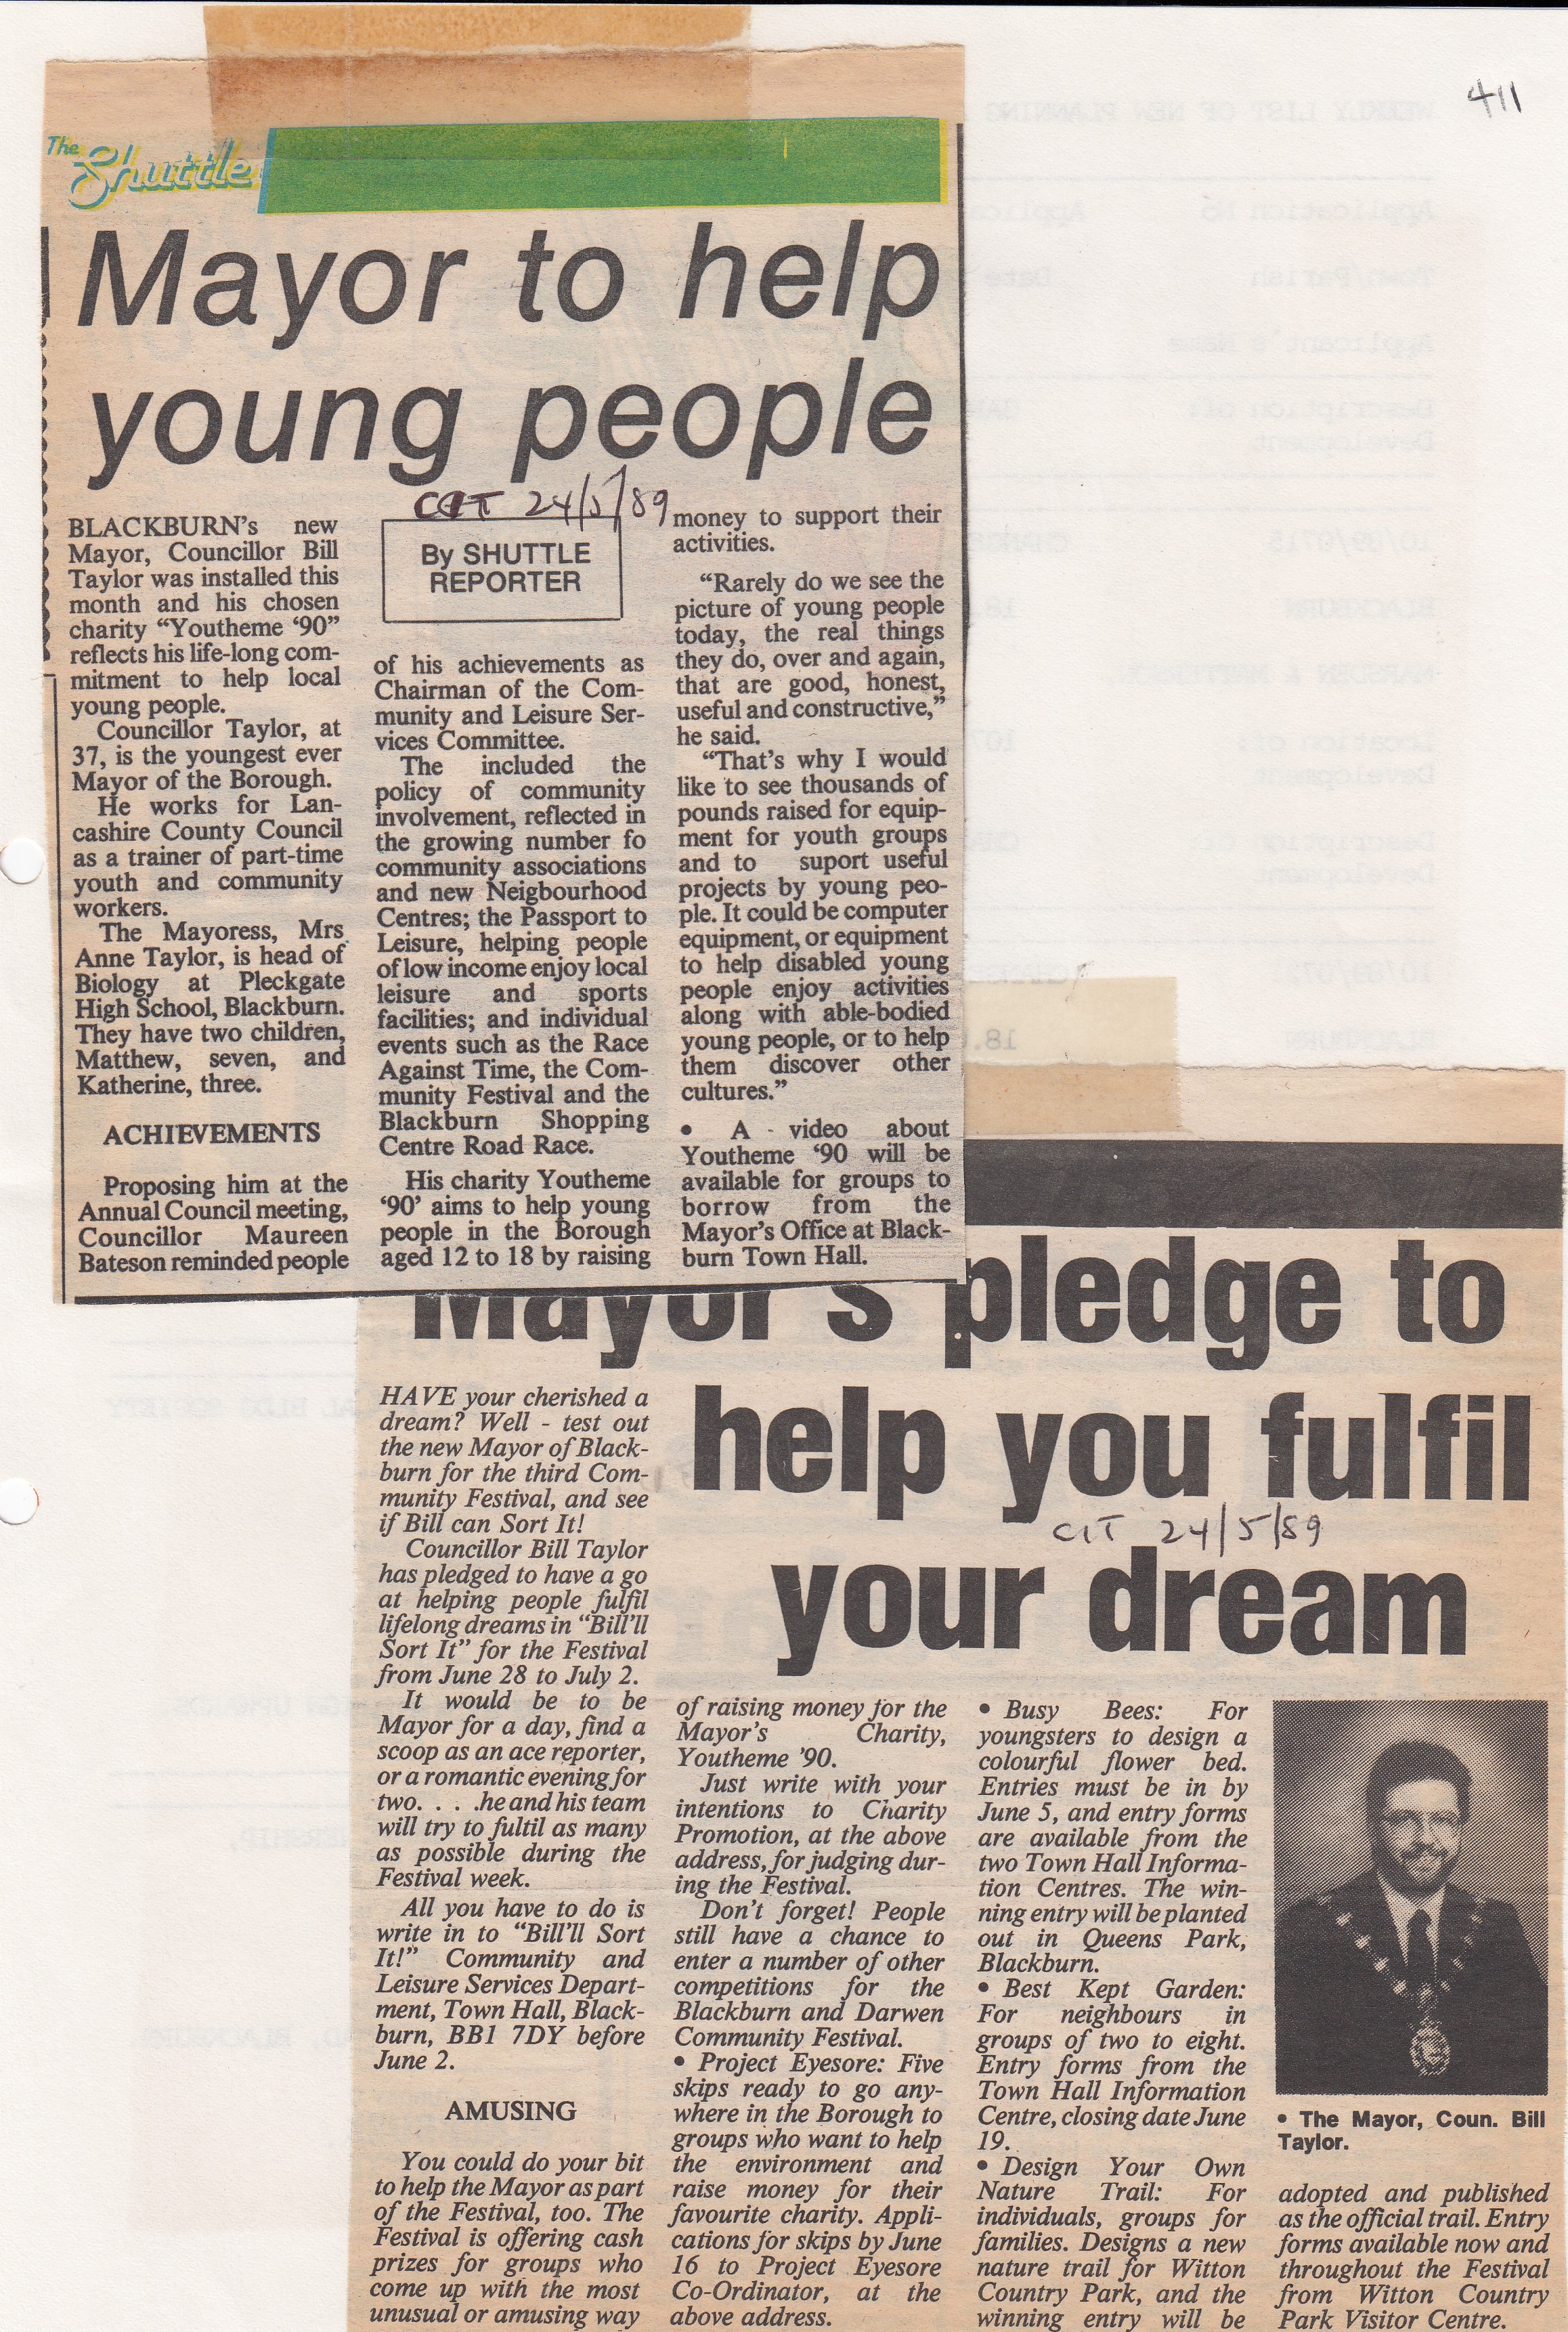 411
The
Shuttle
Mayor to help
young people
CIT 24/5/89
BLACKBURN's new
Mayor, Councillor Bill
Taylor was installed this
month and his chosen
charity “Youtheme ‘90”
reflects his life-long com-
mitment to help local
young people.
Councillor Taylor, at
37, is the youngest ever
Mayor of the Borough.
He works for Lan-
cashire County Council
as a trainer of part-time
youth and community
workers.
The Mayoress, Mrs
Anne Taylor, is head of
Biology at Pleckgate
High School, Blackburn.
They have two children,
Matthew, seven, and
Katherine, three.
ACHIEVEMENTS
Proposing him at the
Annual Council meeting,
Councillor Maureen
Bateson reminded people
By SHUTTLE
REPORTER
of his achievements as
Chairman of the Com-
munity and Leisure Ser-
vices Committee.
The included the
policy of community
involvement, reflected in
the growing number fo
community associations
and new Neigbourhood
Centres; the Passport to
Leisure, helping people
of low income enjoy local
leisure and sports
facilities; and individual
events such as the Race
Against Time, the Com-
munity Festival and the
Blackburn Shopping
Centre Road Race.
His charity Youtheme
‘90’ aims to help young
people in the Borough
aged 12 to 18 by raising
money to support their
activities.
“Rarely do we see the
picture of young people
today, the real things
they do, over and again,
that are good, honest,
useful and constructive,”
he said.
“That’s why I would
like to see thousands of
pounds raised for equip-
ment for youth groups
and to suport useful
projects by young peo-
ple. It could be computer
equipment, or equipment
to help disabled young
people enjoy activities
along with able-bodied
young people, or to help
them discover other
cultures.”
• A - video about
Youtheme ‘90 will be
available for groups to
borrow from the
Mayor’s Office at Black-
burn Town Hall.
Mayor’s pledge to
help you fulfil
your dream
CIT 24/5/89
HAVE your cherished a
dream? Well - test out
the new Mayor of Black-
burn for the third Com-
munity Festival, and see
if Bill can Sort It!
Councillor Bill Taylor
has pledged to have a go
at helping people fulfil
lifelong dreams in “Bill’ll
Sort It” for the Festival
from June 28 to July 2.
It would be to be
Mayor for a day, find a
scoop as an ace reporter,
or a romantic evening for
two. . . .he and his team
will try to fultil as many
as possible during the
Festival week.
All you have to do is
write in to “Bill’ll Sort
It!” Community and
Leisure Services Depart-
ment, Town Hall, Black-
burn, BB1 7DY before
June 2.
AMUSING
You could do your bit
to help the Mayor as part
of the Festival, too. The
Festival is offering cash
prizes for groups who
come up with the most
unusual or amusing way
of raising money for the
Mayor’s Charity,
Youtheme ’90.
Just write with your
intentions to Charity
Promotion, at the above
address, for judging dur-
ing the Festival.
Don’t forget! People
still have a chance to
enter a number of other
competitions for the
Blackburn and Darwen
Community Festival.
• Project Eyesore: Five
skips ready to go any-
where in the Borough to
groups who want to help
the environment and
raise money for their
favourite charity. Appli-
cations for skips by June
16 to Project Eyesore
Co-Ordinator, at the
above address.
• Busy Bees: For
youngsters to design a
colourful flower bed.
Entries must be in by
June 5, and entry forms
are available from the
two Town Hall Informa-
tion Centres. The win-
ning entry will be planted
out in Queens Park,
Blackburn.
• Best Kept Garden:
For neighbours in
groups of two to eight.
Entry forms from the
Town Hall Information
Centre, closing date June
19.
• Design Your Own
Nature Trail: For
individuals, groups for
families. Designs a new
nature trail for Witton
Country Park, and the
winning entry will be
• The Mayor, Coun. Bill
Taylor.
adopted and published
as the official trail. Entry
forms available now and
throughout the Festival
from Witton Country
Park Visitor Centre.